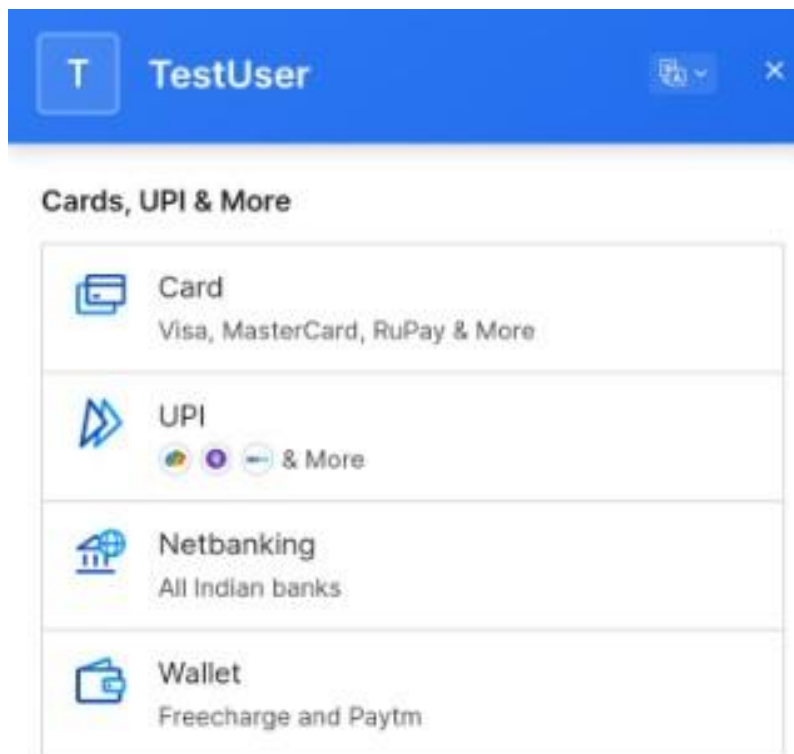 T TestUser
Cards, UPI & More
Card
Visa, MasterCard, RuPay & More
UPI
& More
Netbanking
All Indian banks
Wallet
Freecharge and Paytm